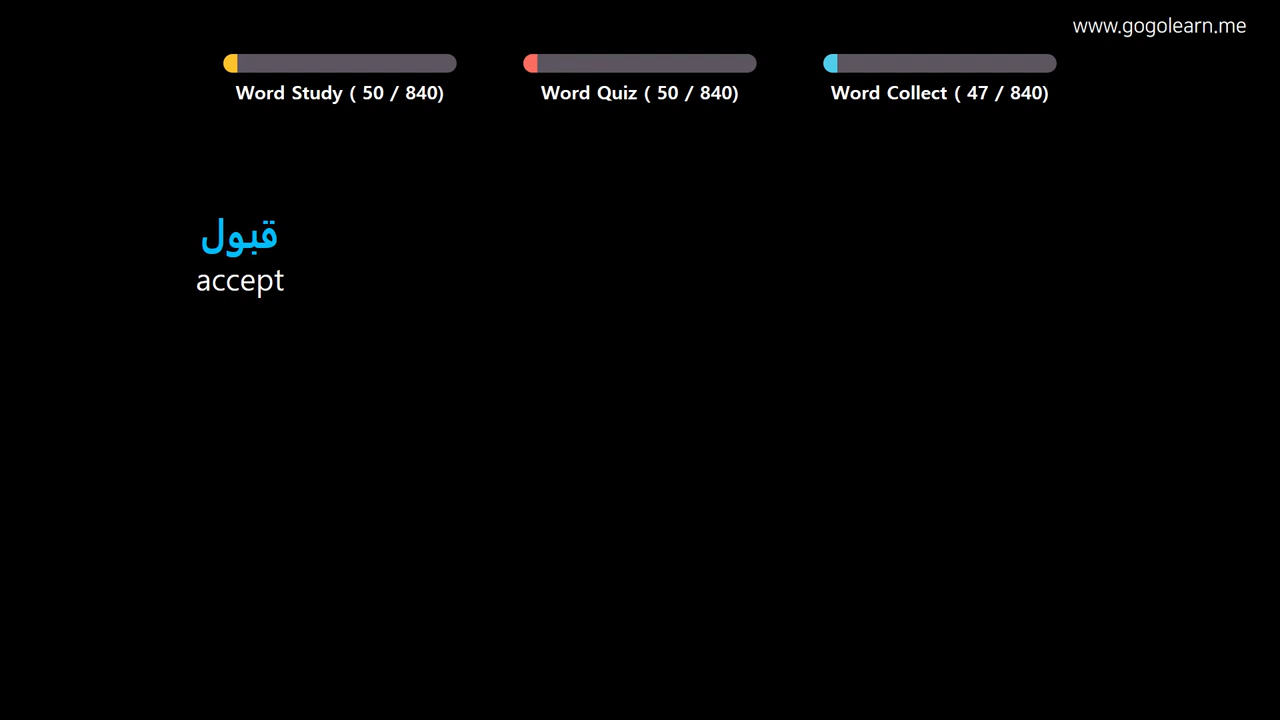 www.gogolearn.me
Word Study ( 50 / 840)
Word Quiz ( 50 / 840)
Word Collect ( 47 / 840)
قبول
accept